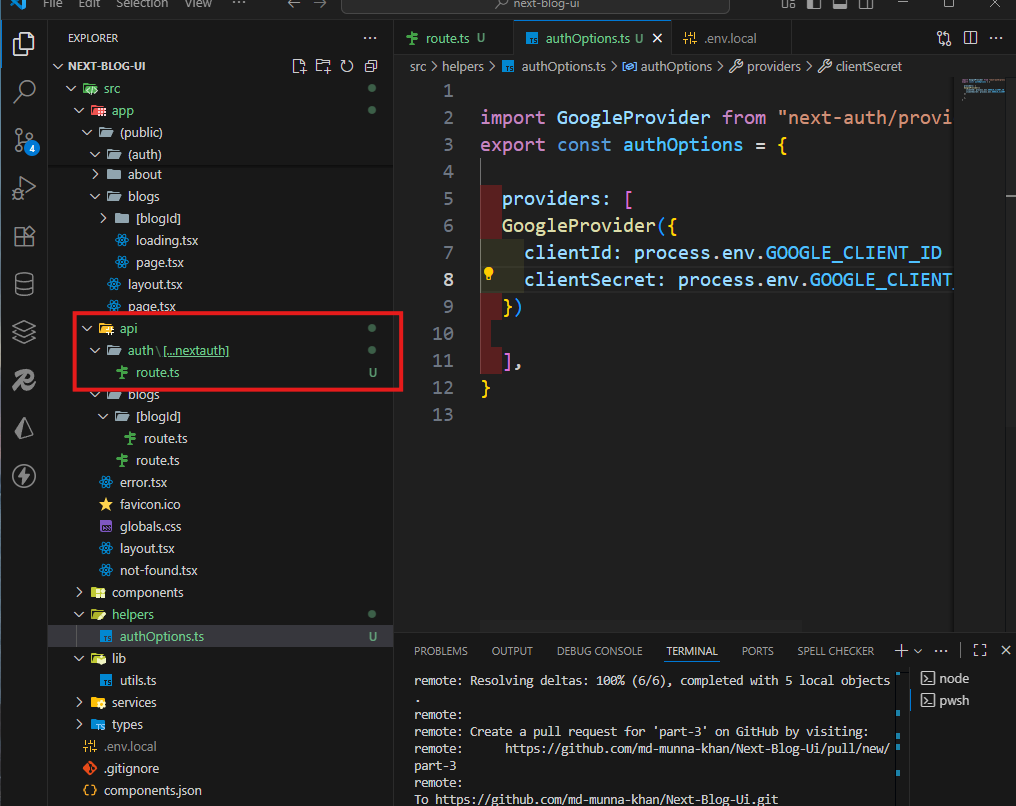 File Edit Selection View ··· next-blog-ui
EXPLORER
NEXT-BLOG-UI
src
app
(public)
(auth)
about
blogs
[blogId]
loading.tsx
page.tsx
layout.tsx
page.tsx
api
auth\[...nextauth]
route.ts U
blogs
[blogId]
route.ts
route.ts
error.tsx
favicon.ico
globals.css
layout.tsx
not-found.tsx
components
helpers
authOptions.ts U
lib
utils.ts
services
types
.env.local
.gitignore
components.json
4
route.ts U authOptions.ts U .env.local
src > helpers > TS authOptions.ts > authOptions > providers > clientSecret
1
2 import GoogleProvider from "next-auth/provi
3 export const authOptions = {
4
5 providers: [
6 GoogleProvider({
7 clientId: process.env.GOOGLE_CLIENT_ID
8 clientSecret: process.env.GOOGLE_CLIENT_
9 })
10
11 ],
12 }
13
PROBLEMS OUTPUT DEBUG CONSOLE TERMINAL PORTS SPELL CHECKER
remote: Resolving deltas: 100% (6/6), completed with 5 local objects
.
remote:
remote: Create a pull request for 'part-3' on GitHub by visiting:
remote: https://github.com/md-munna-khan/Next-Blog-Ui/pull/new/
part-3
remote:
To https://github.com/md-munna-khan/Next-Blog-Ui.git
node
pwsh